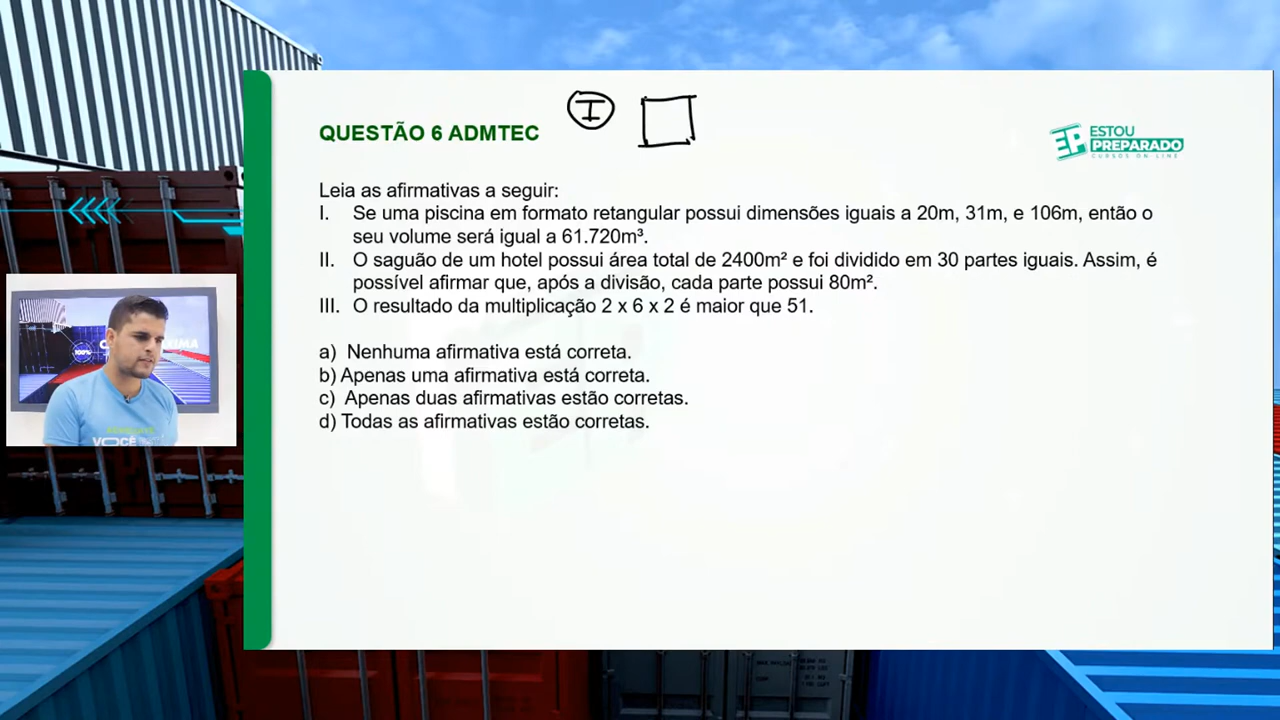 I
QUESTÃO 6 ADMTEC
ESTOU
PREPARADO
CURSOS ON LINE
Leia as afirmativas a seguir:
I. Se uma piscina em formato retangular possui dimensões iguais a 20m, 31m, e 106m, então o
seu volume será igual a 61.720m³.
II. O saguão de um hotel possui área total de 2400m² e foi dividido em 30 partes iguais. Assim, é
possível afirmar que, após a divisão, cada parte possui 80m².
III. O resultado da multiplicação 2 x 6 x 2 é maior que 51.
a) Nenhuma afirmativa está correta.
b) Apenas uma afirmativa está correta.
c) Apenas duas afirmativas estão corretas.
d) Todas as afirmativas estão corretas.
100%
VOCÊ